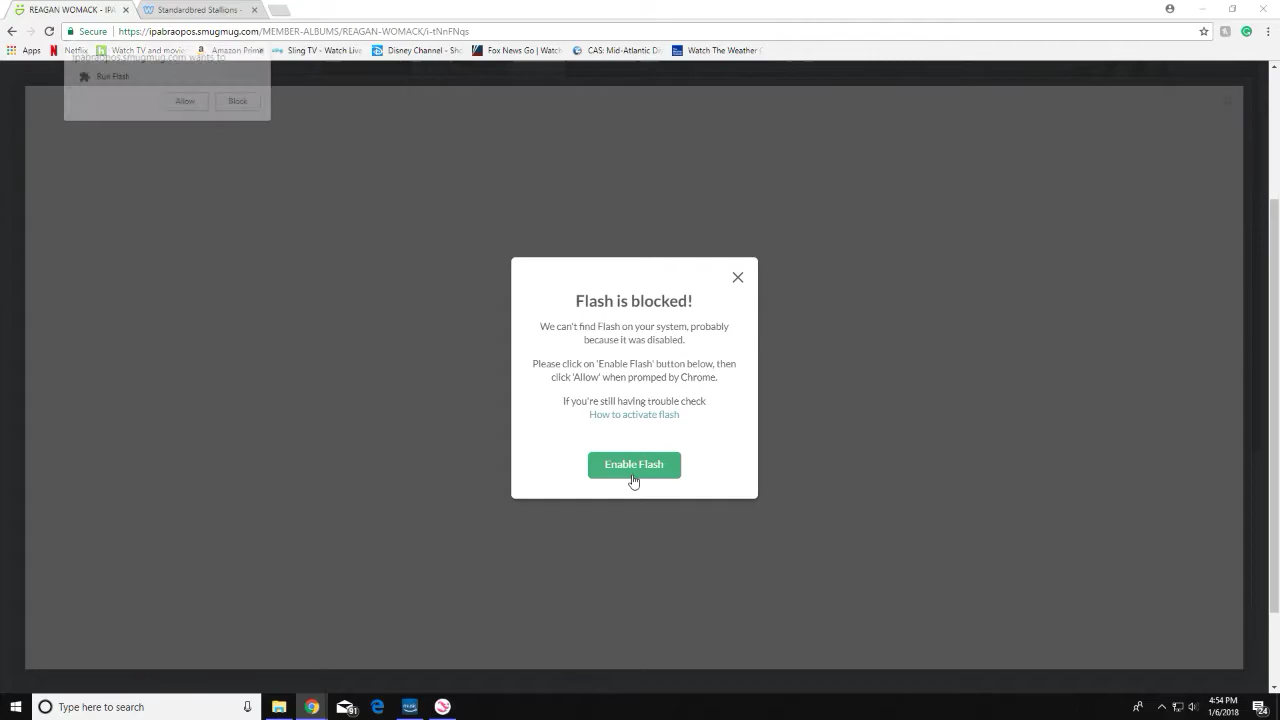 REAGAN WOMACK - IPA
Standardbred Stallions -
Secure
https://ipabraopos.smugmug.com/MEMBER-ALBUMS/REAGAN-WOMACK/i-tNnFNqs
Apps
Netflix
Watch TV and movie
Amazon Prime
Sling TV - Watch Live
Disney Channel - Sho
Fox News Go | Watch
CAS: Mid-Atlantic Di
Watch The Weather C
ipabraopos.smugmug.com wants to
Run Flash
Allow
Block
Flash is blocked!
We can't find Flash on your system, probably
because it was disabled.
Please click on 'Enable Flash' button below, then
click 'Allow' when promped by Chrome.
If you're still having trouble check
How to activate flash
Enable Flash
Type here to search
4:54 PM
1/6/2018
24